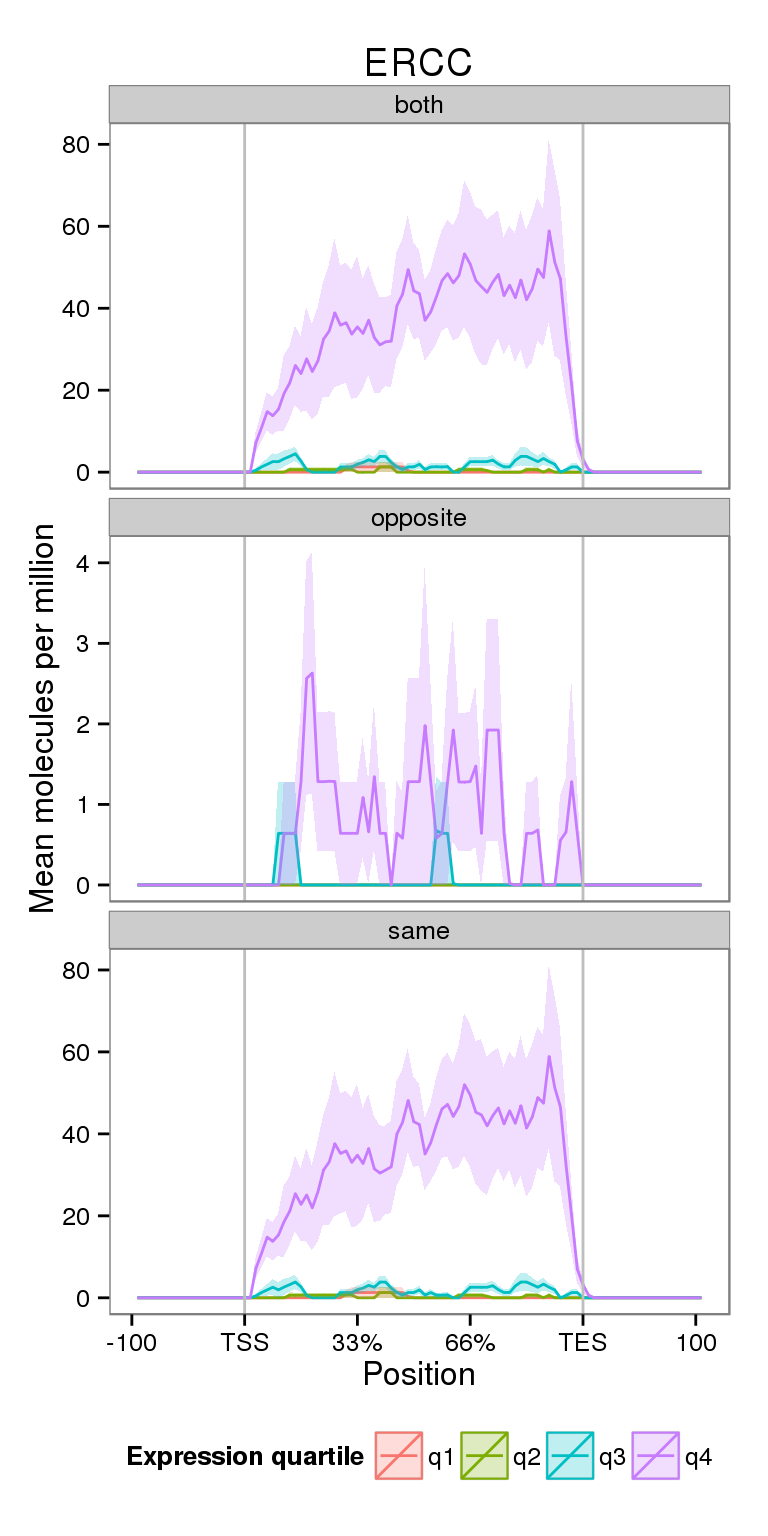 ERCC
both
80
60
40
20
0
opposite
4
3
2
1
0
same
80
60
40
20
0
Mean molecules per million
-100 TSS 33% 66% TES 100
Position
Expression quartile q1 q2 q3 q4